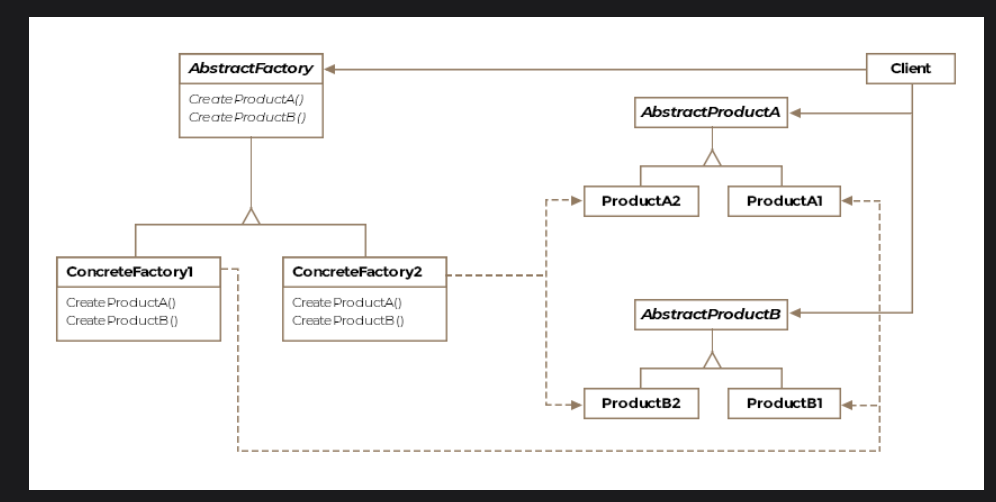 AbstractFactory
CreateProductA()
CreateProductB()
Client
AbstractProductA
ProductA2
ProductA1
ConcreteFactory1
CreateProductA()
CreateProductB()
ConcreteFactory2
CreateProductA()
CreateProductB()
AbstractProductB
ProductB2
ProductB1